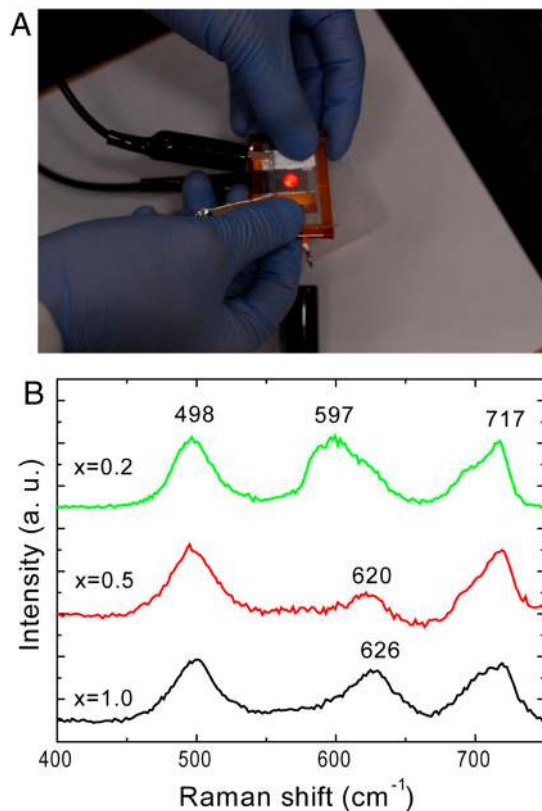 A
B
498
597
717
x=0.2
x=0.5
620
626
x=1.0
Intensity (a. u.)
400
500
600
700
Raman shift (cm⁻¹)